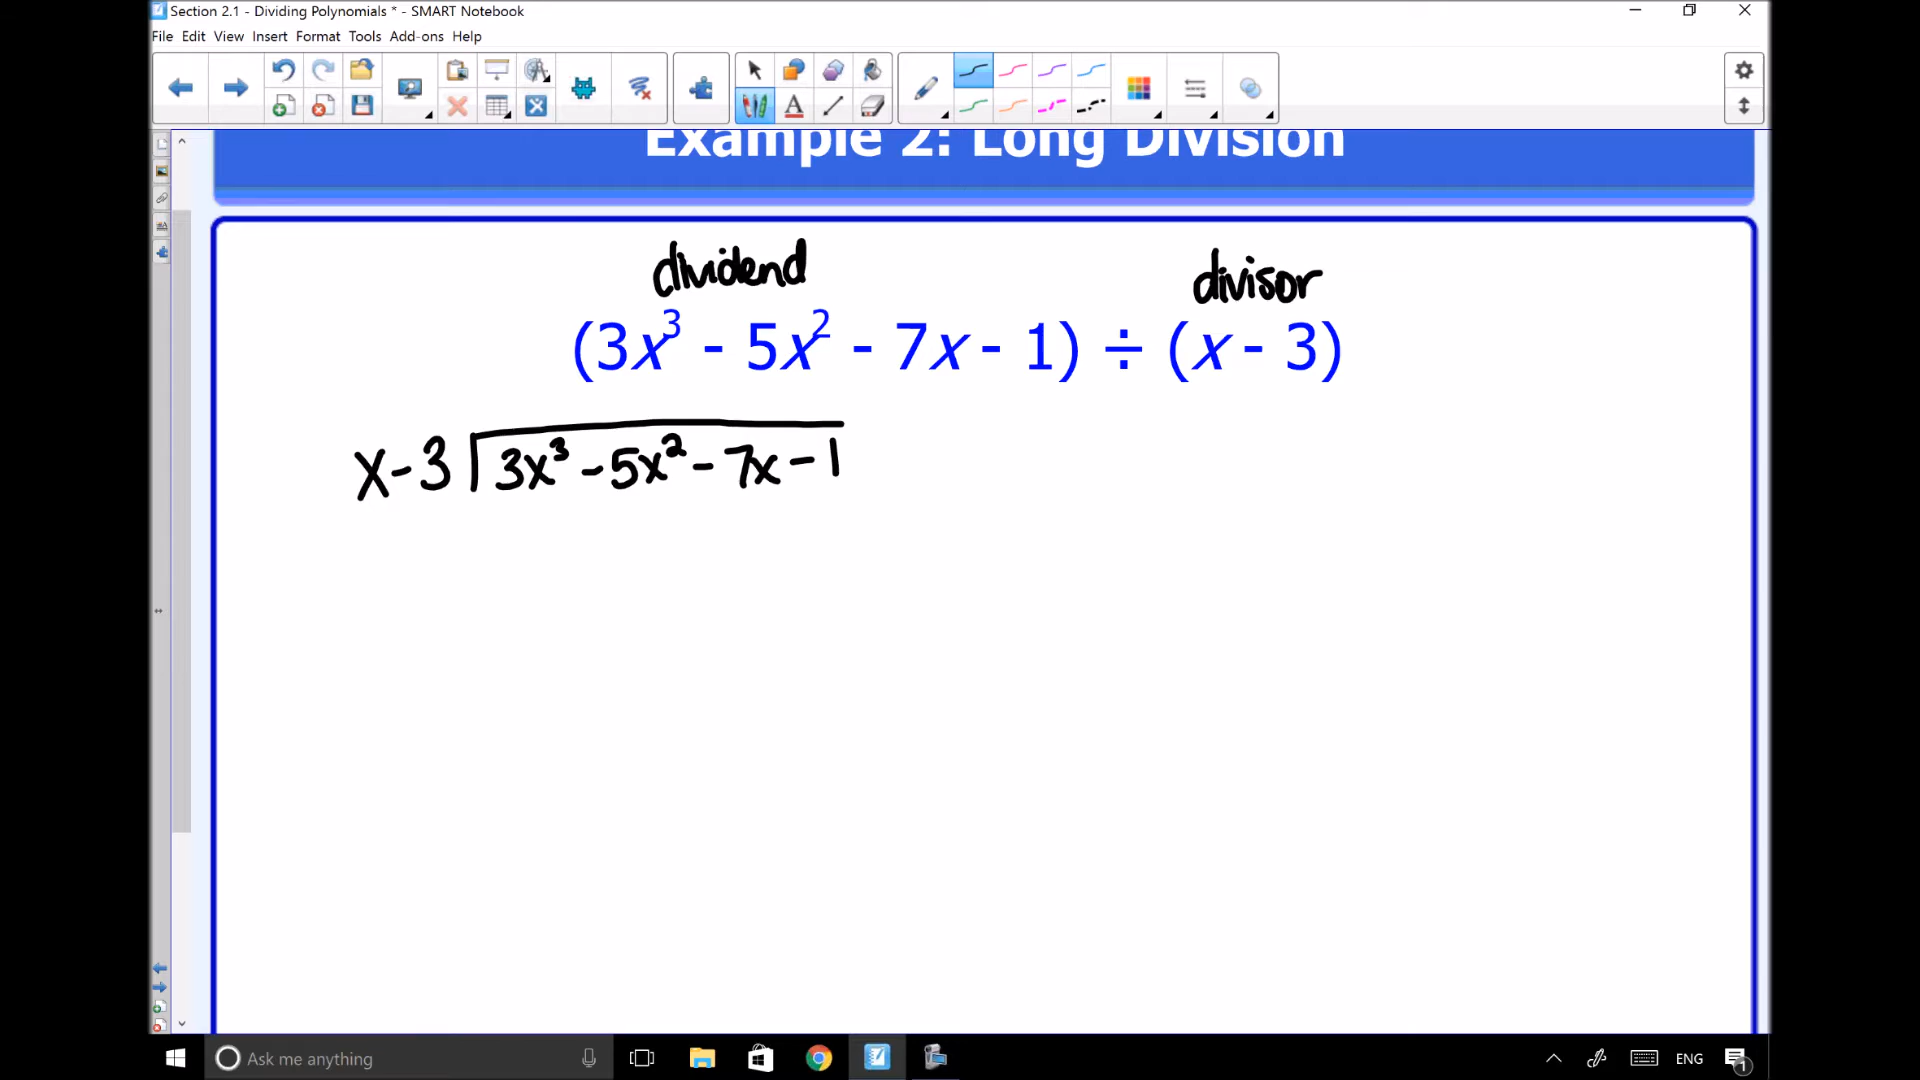 Section 2.1 - Dividing Polynomials * - SMART Notebook
File Edit View Insert Format Tools Add-ons Help
Example 2: Long Division
dividend divisor
(3x³ - 5x² - 7x - 1) ÷ (x - 3)
x-3 3x³ -5x² -7x -1
Ask me anything
ENG
1